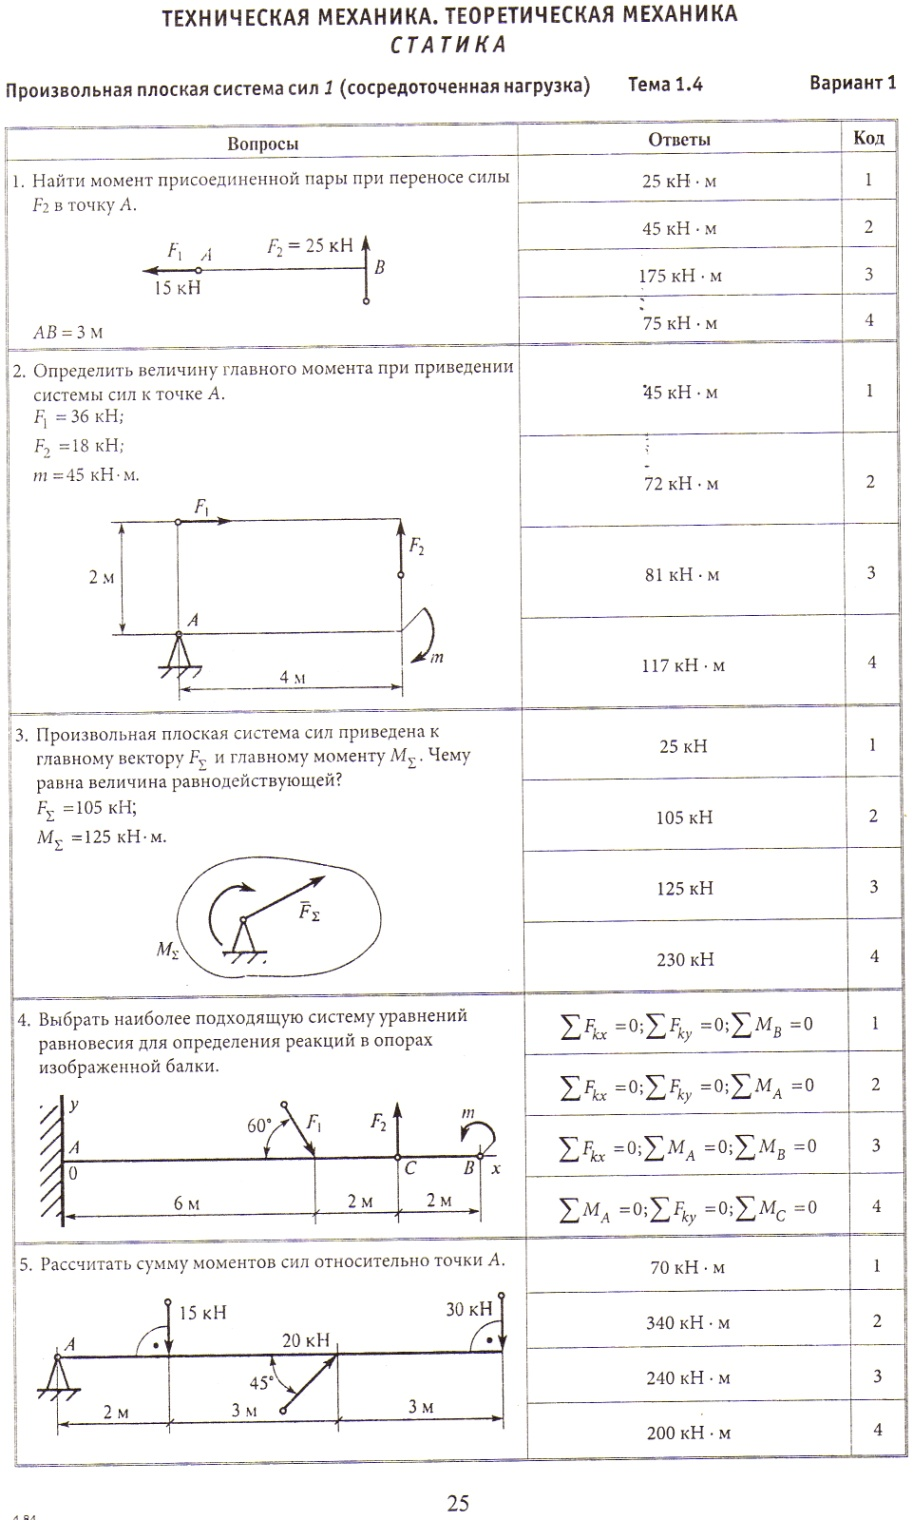 ТЕХНИЧЕСКАЯ МЕХАНИКА. ТЕОРЕТИЧЕСКАЯ МЕХАНИКА
СТАТИКА
Произвольная плоская система сил 1 (сосредоточенная нагрузка) Тема 1.4 Вариант 1
Вопросы Ответы Код
1. Найти момент присоединенной пары при переносе силы
F2 в точку A.
F₁ A F₂ = 25 кН B
15 кН
AB = 3 м
25 кН · м 1
45 кН · м 2
175 кН · м 3
75 кН · м 4
2. Определить величину главного момента при приведении
системы сил к точке A.
F₁ = 36 кН;
F₂ =18 кН;
m =45 кН·м.
F₁
F₂
2 м
A
m
4 м
45 кН · м 1
72 кН · м 2
81 кН · м 3
117 кН · м 4
3. Произвольная плоская система сил приведена к
главному вектору F_Σ и главному моменту M_Σ. Чему
равна величина равнодействующей?
F_Σ =105 кН;
M_Σ =125 кН·м.
F̅_Σ
M_Σ
25 кН 1
105 кН 2
125 кН 3
230 кН 4
4. Выбрать наиболее подходящую систему уравнений
равновесия для определения реакций в опорах
изображенной балки.
y 60° F₁ F₂ m
A
0 C B x
6 м 2 м 2 м
∑F_kx =0;∑F_ky =0;∑M_B =0 1
∑F_kx =0;∑F_ky =0;∑M_A =0 2
∑F_kx =0;∑M_A =0;∑M_B =0 3
∑M_A =0;∑F_ky =0;∑M_C =0 4
5. Рассчитать сумму моментов сил относительно точки A.
15 кН 30 кН
A 20 кН
45°
2 м 3 м 3 м
70 кН · м 1
340 кН · м 2
240 кН · м 3
200 кН · м 4
25